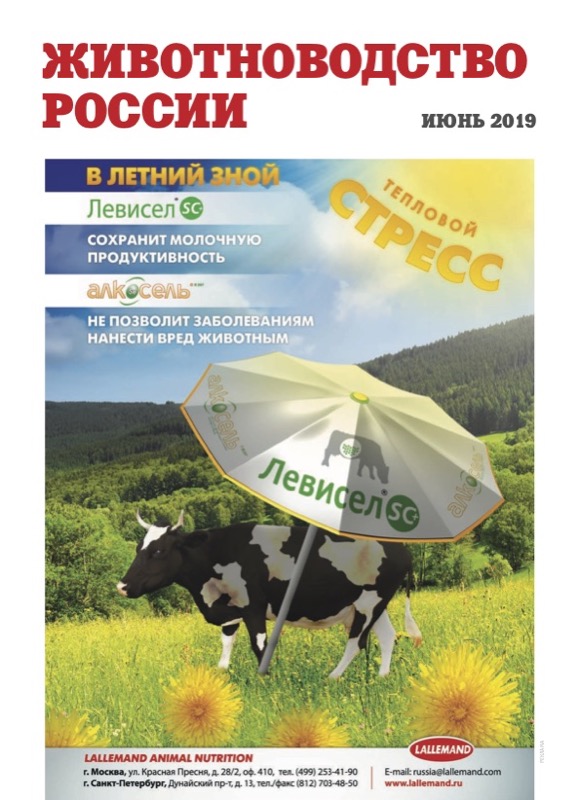 ЖИВОТНОВОДСТВО
РОССИИ
ИЮНЬ 2019
В ЛЕТНИЙ ЗНОЙ
Левисел SC
СОХРАНИТ МОЛОЧНУЮ
ПРОДУКТИВНОСТЬ
алкосель
НЕ ПОЗВОЛИТ ЗАБОЛЕВАНИЯМ
НАНЕСТИ ВРЕД ЖИВОТНЫМ
ТЕПЛОВОЙ
СТРЕСС
алкосель
Левисел SC
алкосель
LALLEMAND ANIMAL NUTRITION
г. Москва, ул. Красная Пресня, д. 28/2, оф. 410, тел. (499) 253-41-90
г. Санкт-Петербург, Дунайский пр-т, д. 13, тел./факс (812) 703-48-50
LALLEMAND
E-mail: russia@lallemand.com
www.lallemand.ru
РЕКЛАМА